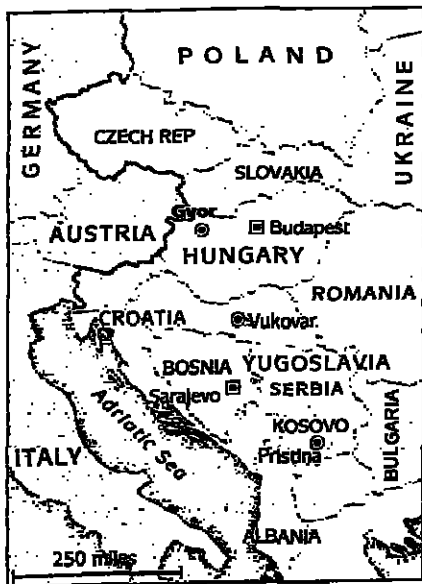 POLAND
GERMANY
UKRAINE
CZECH REP
SLOVAKIA
Gyor
Budapest
AUSTRIA
HUNGARY
ROMANIA
CROATIA
Vukovar
BOSNIA
YUGOSLAVIA
Sarajevo
SERBIA
Adriatic Sea
KOSOVO
BULGARIA
ITALY
Pristina
ALBANIA
250 miles